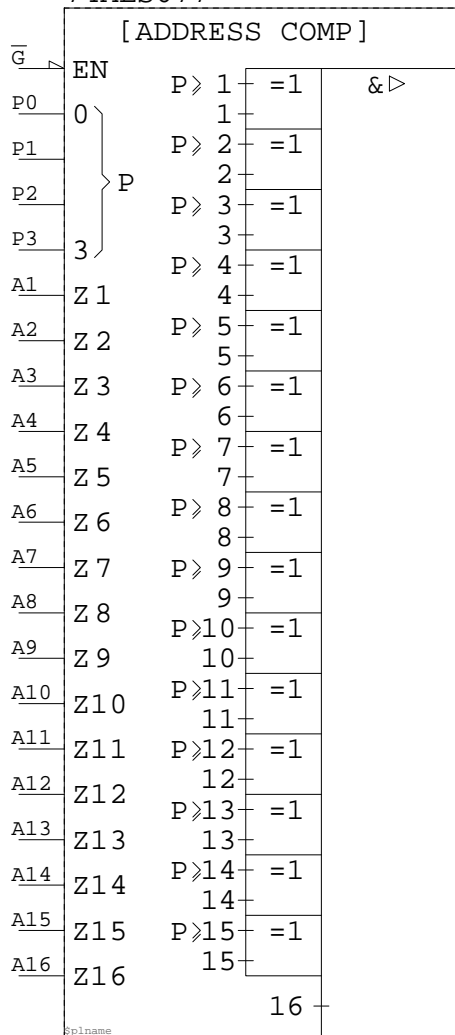 [ADDRESS COMP]
G EN
P⩾ 1 =1 &
P0 0 1
P1 P⩾ 2 =1
2
P2 P P⩾ 3 =1
3
P3 3 P⩾ 4 =1
A1 Z1 4
A2 Z2 P⩾ 5 =1
5
A3 Z3 P⩾ 6 =1
6
A4 Z4 P⩾ 7 =1
A5 Z5 7
A6 Z6 P⩾ 8 =1
8
A7 Z7 P⩾ 9 =1
9
A8 Z8 P⩾10 =1
A9 Z9 10
A10 Z10 P⩾11 =1
11
A11 Z11 P⩾12 =1
12
A12 Z12 P⩾13 =1
A13 Z13 13
A14 Z14 P⩾14 =1
14
A15 Z15 P⩾15 =1
15
A16 Z16
16
$plname